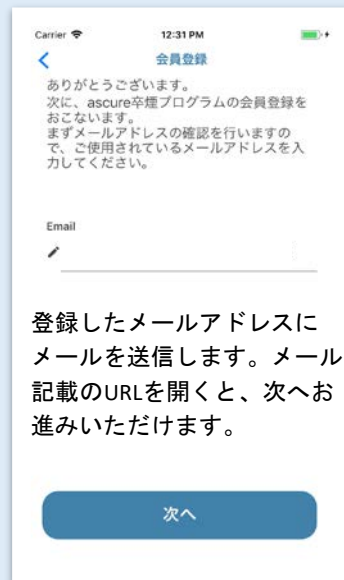 Carrier 12:31 PM
会員登録
ありがとうございます。
次に、ascure卒煙プログラムの会員登録を
おこないます。
まずメールアドレスの確認を行いますの
で、ご使用されているメールアドレスを入
力してください。
Email
登録したメールアドレスに
メールを送信します。メール
記載のURLを開くと、次へお
進みいただけます。
次へ